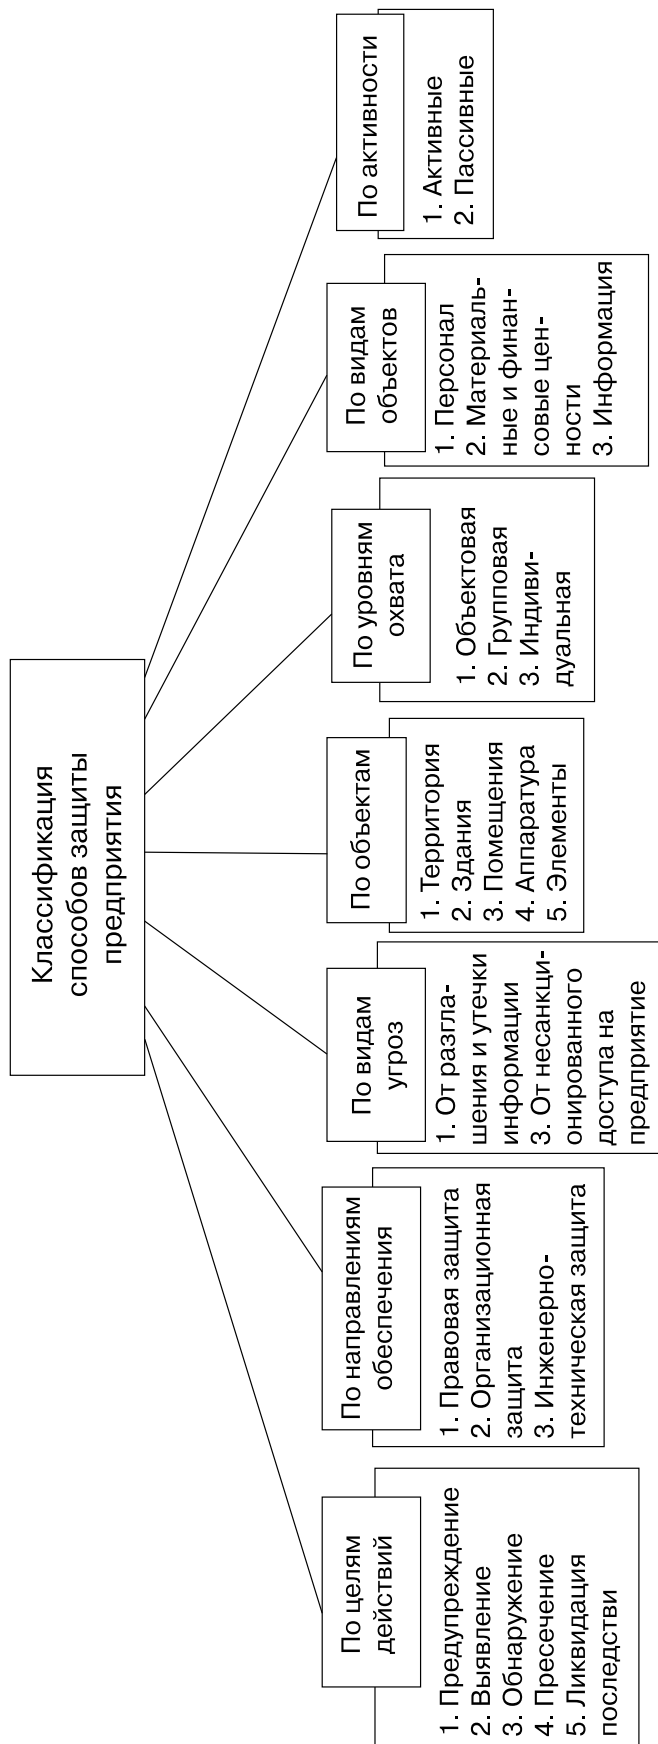 Классификация
способов защиты
предприятия
По целям
действий
1. Предупреждение
2. Выявление
3. Обнаружение
4. Пресечение
5. Ликвидация
последстви
По направлениям
обеспечения
1. Правовая защита
2. Организационная
защита
3. Инженерно-
техническая защита
По видам
угроз
1. От разгла-
шения и утечки
информации
3. От несанкци-
онированного
доступа на
предприятие
По объектам
1. Территория
2. Здания
3. Помещения
4. Аппаратура
5. Элементы
По уровням
охвата
1. Объектовая
2. Групповая
3. Индиви-
дуальная
По видам
объектов
1. Персонал
2. Материаль-
ные и финан-
совые цен-
ности
3. Информация
По активности
1. Активные
2. Пассивные